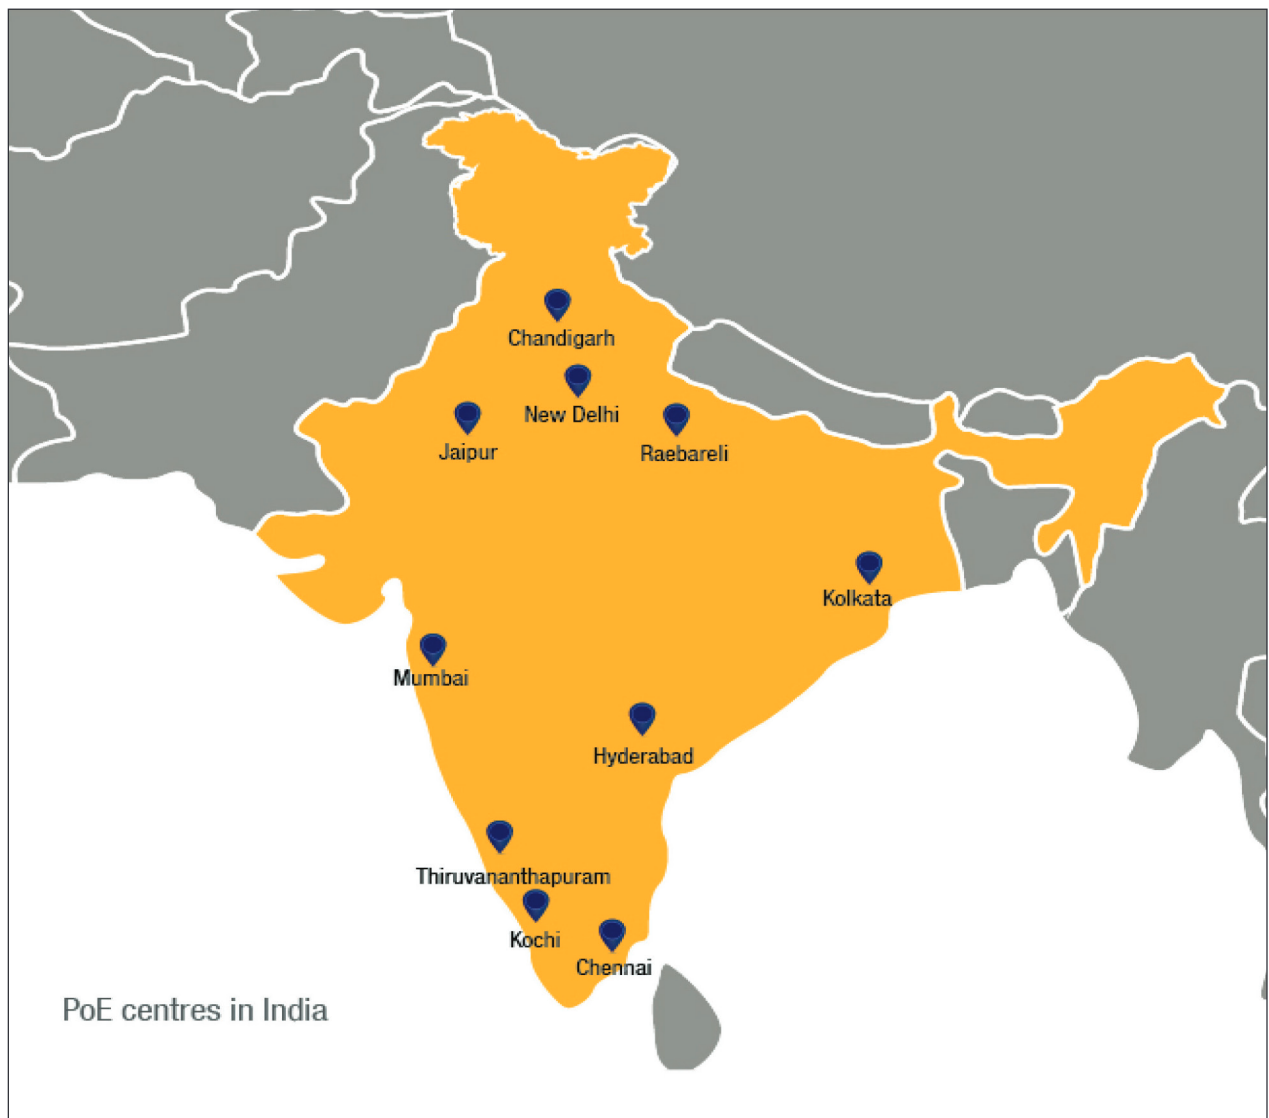 Chandigarh
New Delhi
Jaipur
Raebareli
Kolkata
Mumbai
Hyderabad
Thiruvananthapuram
Kochi
Chennai
PoE centres in India